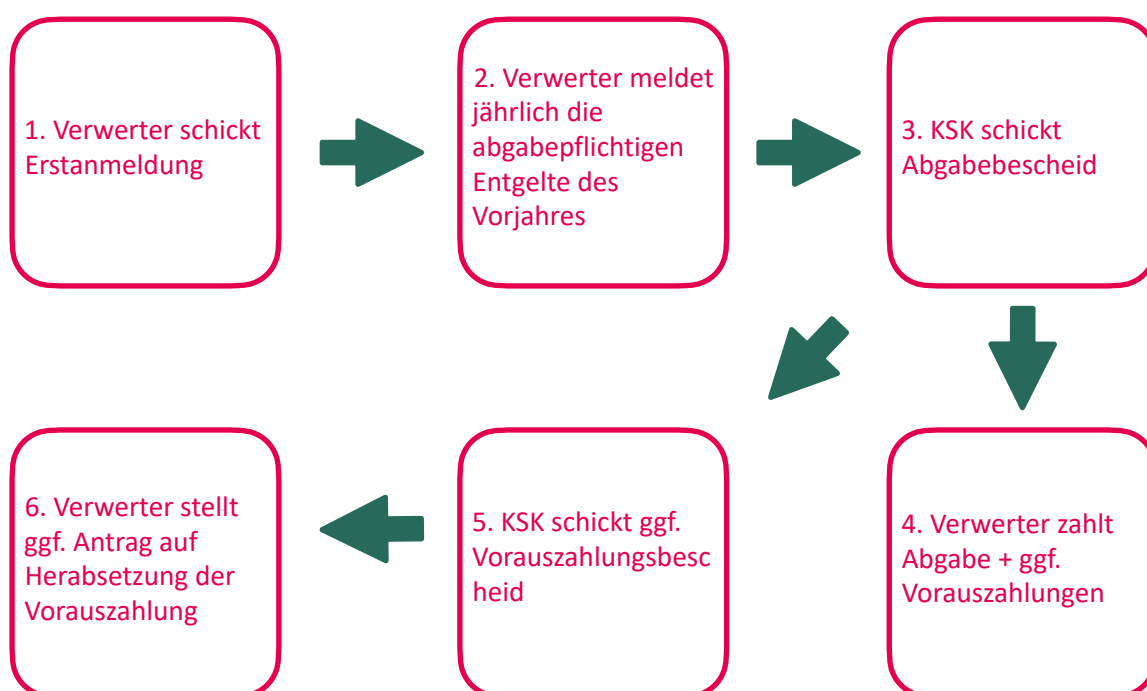 1. Verwerter schickt
Erstanmeldung
2. Verwerter meldet
jährlich die
abgabepflichtigen
Entgelte des
Vorjahres
3. KSK schickt
Abgabebescheid
4. Verwerter zahlt
Abgabe + ggf.
Vorauszahlungen
5. KSK schickt ggf.
Vorauszahlungsbesc
heid
6. Verwerter stellt
ggf. Antrag auf
Herabsetzung der
Vorauszahlung